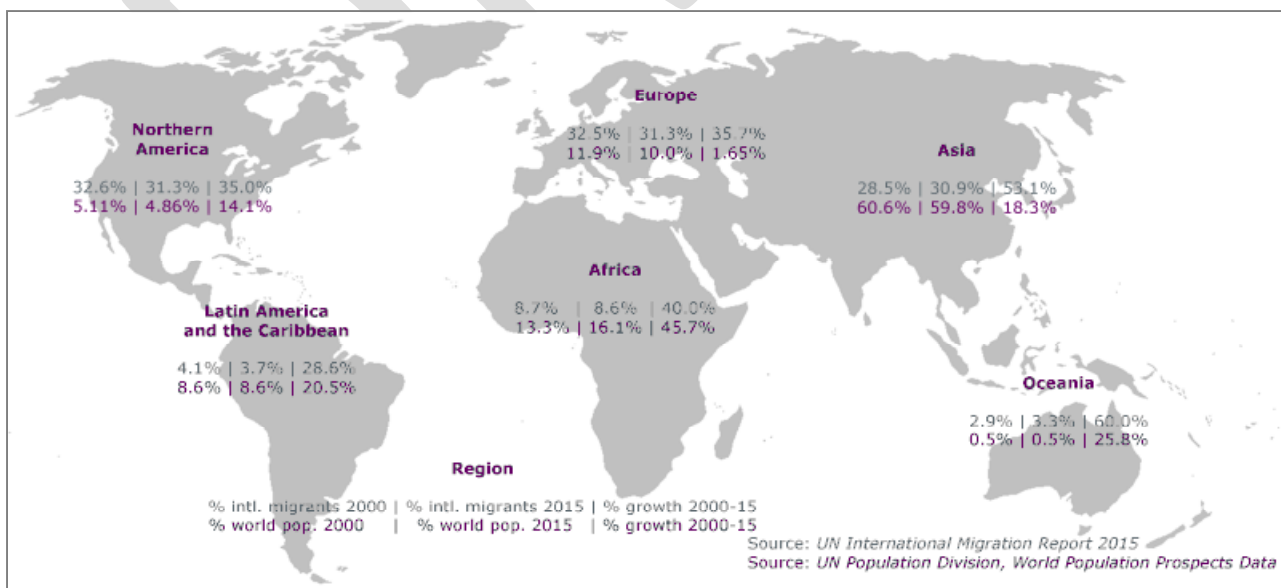 Europe
32.5% | 31.3% | 35.7%
11.9% | 10.0% | 1.65%
Northern
America
32.6% | 31.3% | 35.0%
5.11% | 4.86% | 14.1%
Asia
28.5% | 30.9% | 53.1%
60.6% | 59.8% | 18.3%
Africa
8.7% | 8.6% | 40.0%
13.3% | 16.1% | 45.7%
Latin America
and the Caribbean
4.1% | 3.7% | 28.6%
8.6% | 8.6% | 20.5%
Oceania
2.9% | 3.3% | 60.0%
0.5% | 0.5% | 25.8%
Region
% intl. migrants 2000 | % intl. migrants 2015 | % growth 2000-15
% world pop. 2000 | % world pop. 2015 | % growth 2000-15
Source: UN International Migration Report 2015
Source: UN Population Division, World Population Prospects Data